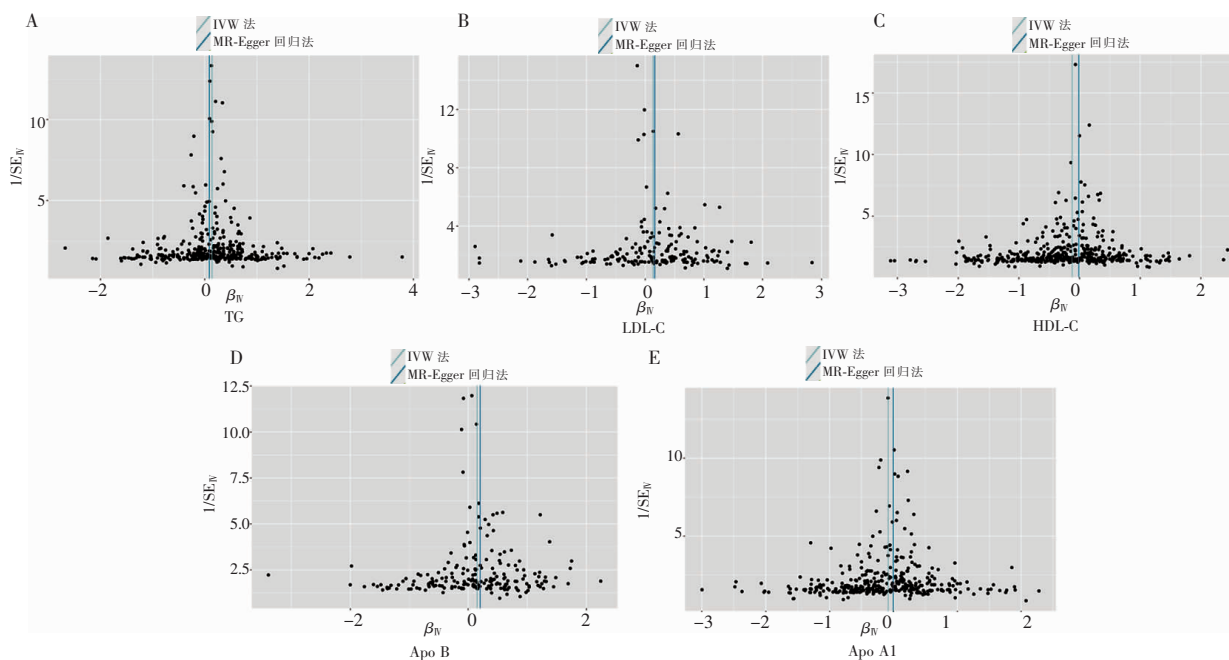 A
IVW 法
MR-Egger 回归法
10
5
1/SE_IV
−2
0
2
4
β_IV
TG
B
IVW 法
MR-Egger 回归法
12
8
4
1/SE_IV
−3
−2
−1
0
1
2
3
β_IV
LDL-C
C
IVW 法
MR-Egger 回归法
15
10
5
1/SE_IV
−3
−2
−1
0
1
2
β_IV
HDL-C
D
IVW 法
MR-Egger 回归法
12.5
10.0
7.5
5.0
2.5
1/SE_IV
−2
0
2
β_IV
Apo B
E
IVW 法
MR-Egger 回归法
10
5
1/SE_IV
−3
−2
−1
0
1
2
β_IV
Apo A1